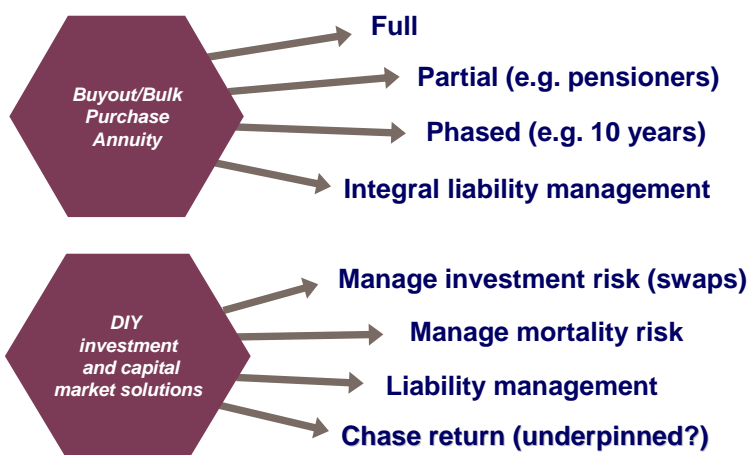 Full
Buyout/Bulk
Purchase
Annuity
Partial (e.g. pensioners)
Phased (e.g. 10 years)
Integral liability management
DIY
investment
and capital
market solutions
Manage investment risk (swaps)
Manage mortality risk
Liability management
Chase return (underpinned?)